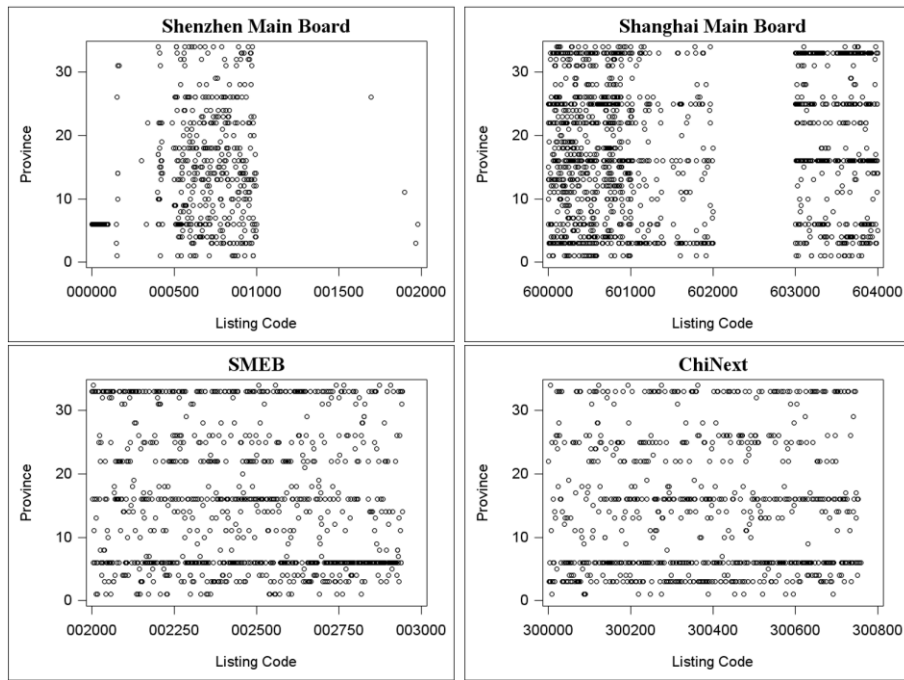 Shenzhen Main Board
Province
30
20
10
0
000000 000500 001000 001500 002000
Listing Code
Shanghai Main Board
Province
30
20
10
0
600000 601000 602000 603000 604000
Listing Code
SMEB
Province
30
20
10
0
002000 002250 002500 002750 003000
Listing Code
ChiNext
Province
30
20
10
0
300000 300200 300400 300600 300800
Listing Code